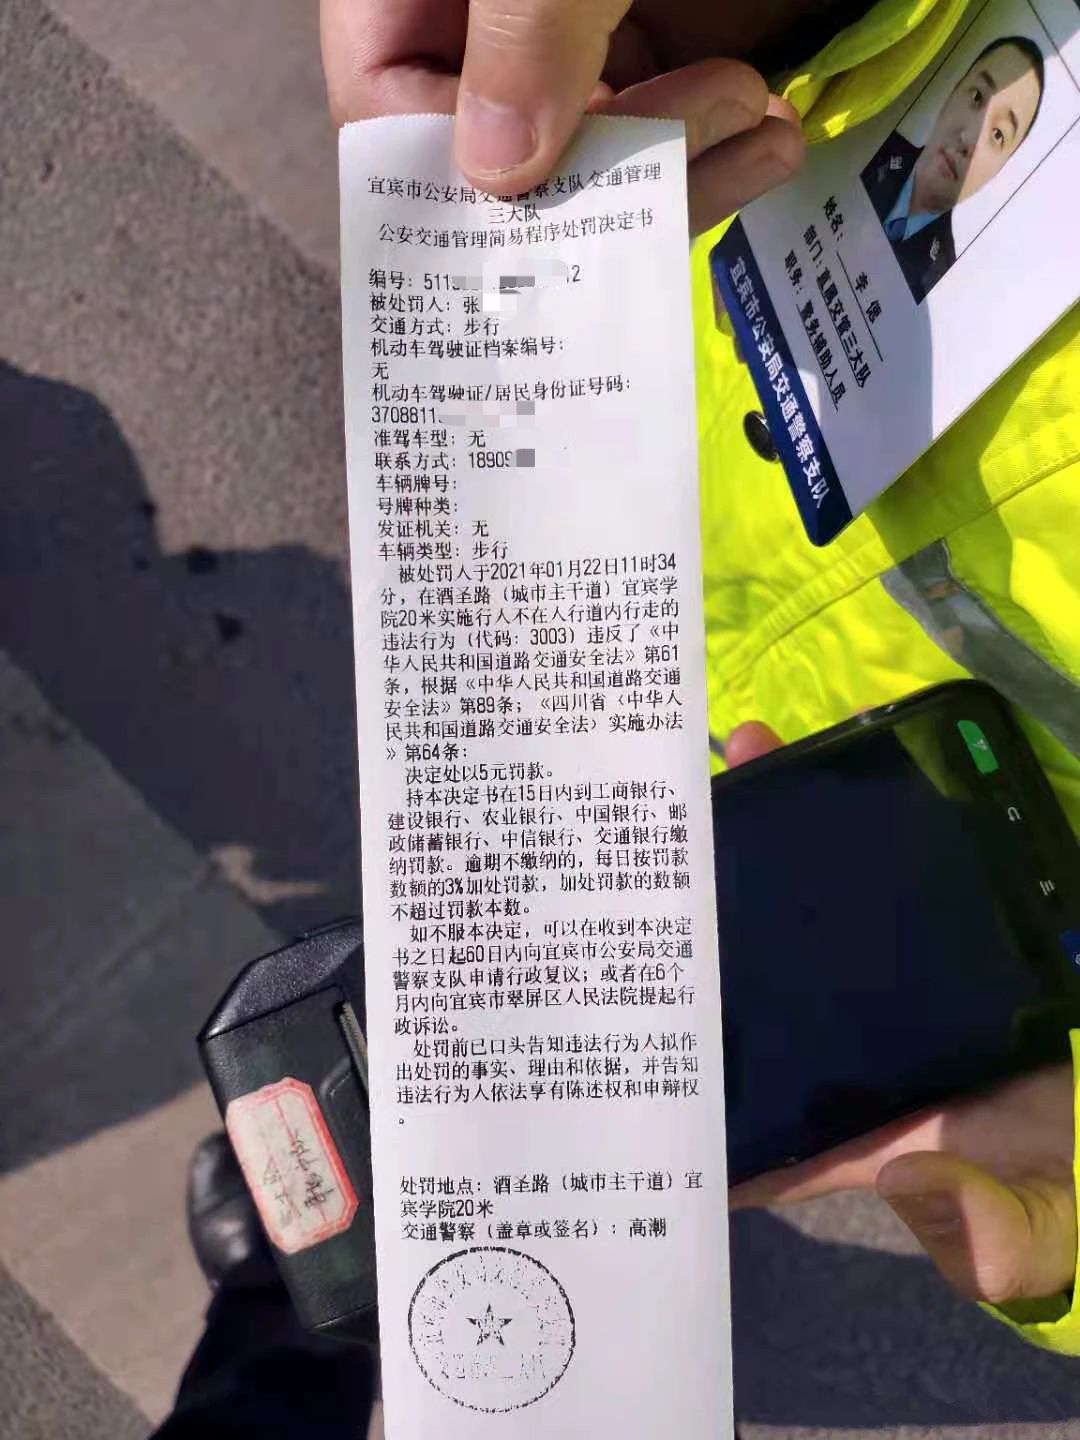 宜宾市公安局交通警察支队交通管理
三大队
公安交通管理简易程序处罚决定书
编号：511
12
被处罚人：张
交通方式：步行
机动车驾驶证档案编号：
无
机动车驾驶证/居民身份证号码：
3708811
准驾车型：无
联系方式：18909
车辆牌号：
号牌种类：
发证机关：无
车辆类型：步行
被处罚人于2021年01月22日11时34
分，在酒圣路（城市主干道）宜宾学
院20米实施行人不在人行道内行走的
违法行为（代码：3003）违反了《中
华人民共和国道路交通安全法》第61
条，根据《中华人民共和国道路交通
安全法》第89条；《四川省〈中华人
民共和国道路交通安全法〉实施办法
》第64条：
决定处以5元罚款。
持本决定书在15日内到工商银行、
建设银行、农业银行、中国银行、邮
政储蓄银行、中信银行、交通银行缴
纳罚款。逾期不缴纳的，每日按罚款
数额的3%加处罚款，加处罚款的数额
不超过罚款本数。
如不服本决定，可以在收到本决定
书之日起60日内向宜宾市公安局交通
警察支队申请行政复议；或者在6个
月内向宜宾市翠屏区人民法院提起行
政诉讼。
处罚前已口头告知违法行为人拟作
出处罚的事实、理由和依据，并告知
违法行为人依法享有陈述权和申辩权
。
处罚地点：酒圣路（城市主干道）宜
宾学院20米
交通警察（盖章或签名）：高潮
姓名：李偲
部门：直属交管三大队
职务：警务辅助人员
宜宾市公安局交通警察支队